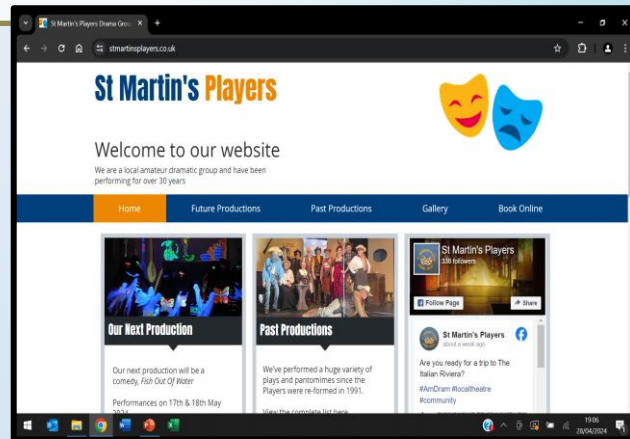 St Martin's Players Drama Grou
stmartinsplayers.co.uk
St Martin's Players
Welcome to our website
We are a local amateur dramatic group and have been
performing for over 30 years
Home
Future Productions
Past Productions
Gallery
Book Online
Our Next Production
Our next production will be a
comedy, Fish Out Of Water
Performances on 17th & 18th May
2024
Past Productions
We've performed a huge variety of
plays and pantomimes since the
Players were re-formed in 1991.
View the complete list here
St Martin's Players
338 followers
Follow Page
Share
St Martin's Players
about a week ago
Are you ready for a trip to The
Italian Riviera?
#AmDram #localtheatre
#community
19:06
28/04/2024